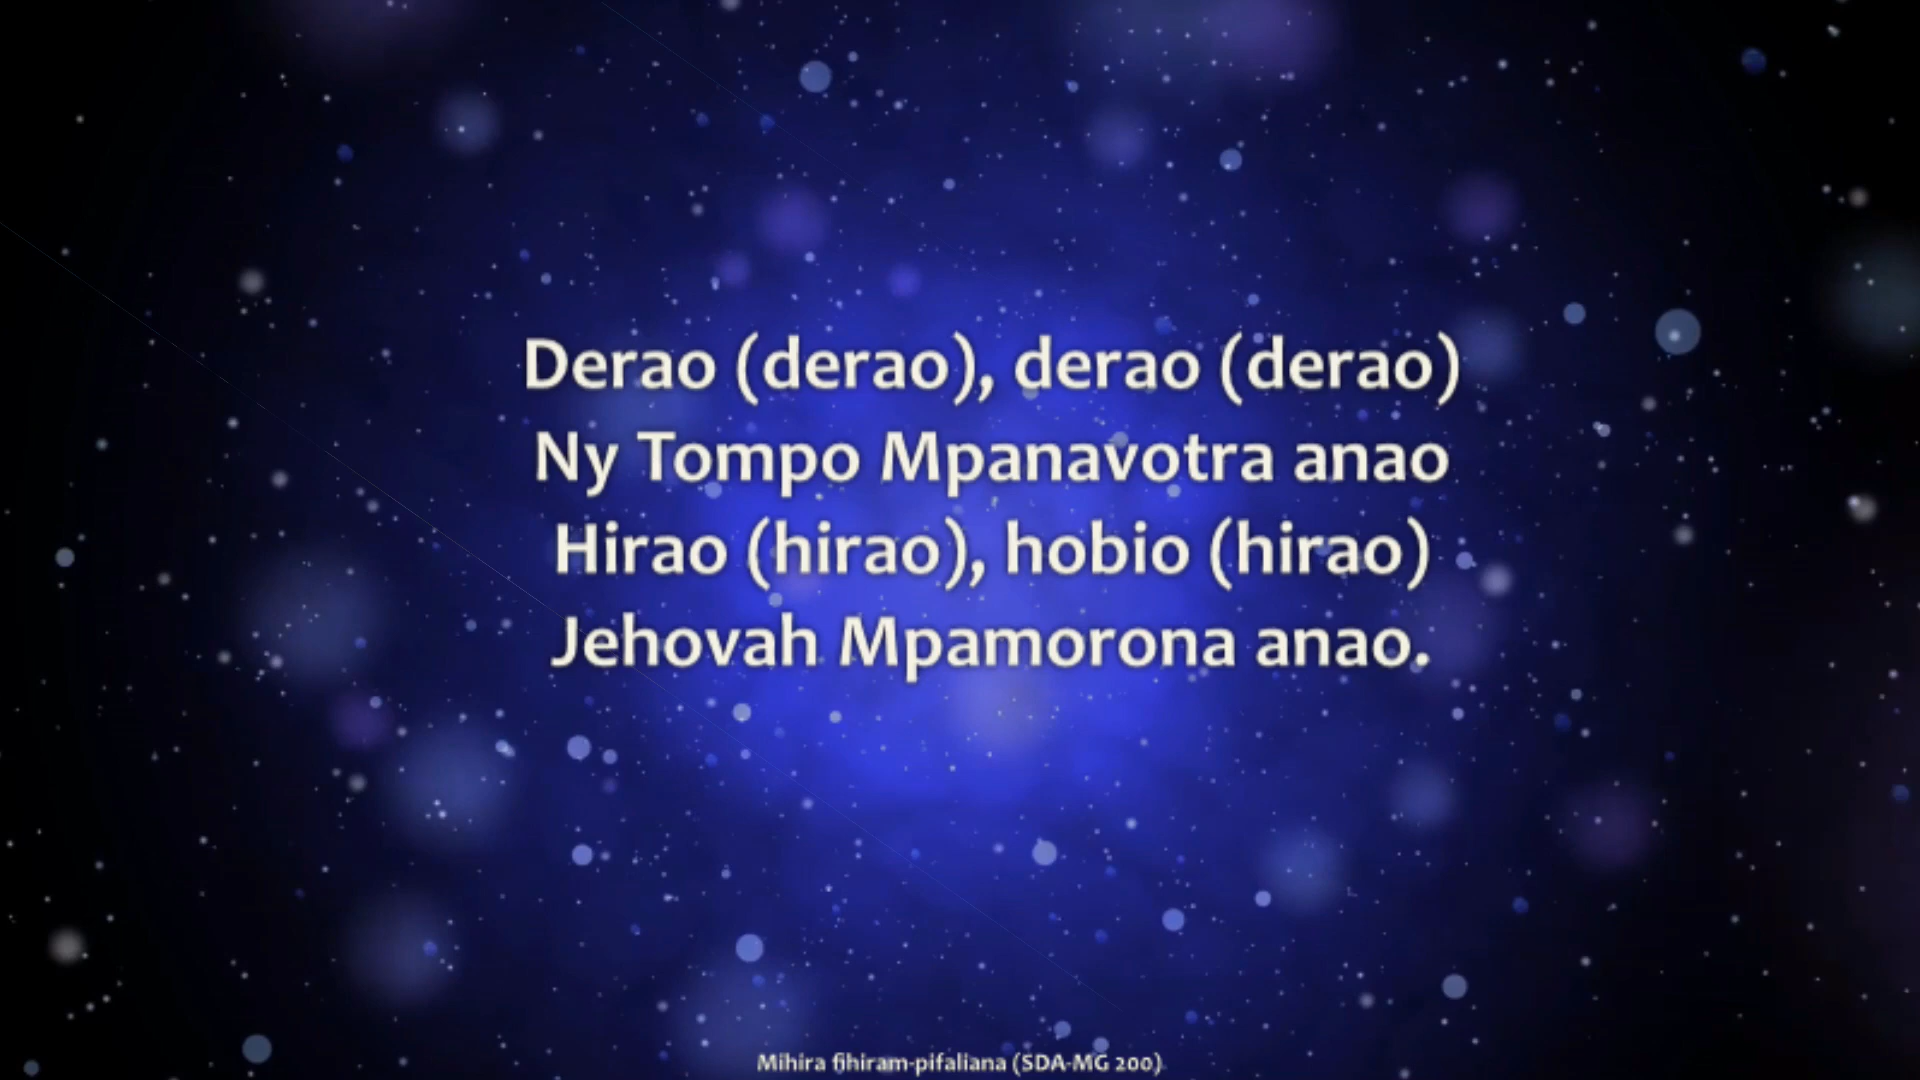 Derao (derao), derao (derao)
Ny Tompo Mpanavotra anao
Hirao (hirao), hobio (hirao)
Jehovah Mpamorona anao.
Mihira fihiram-pifaliana (SDA-MG 200)